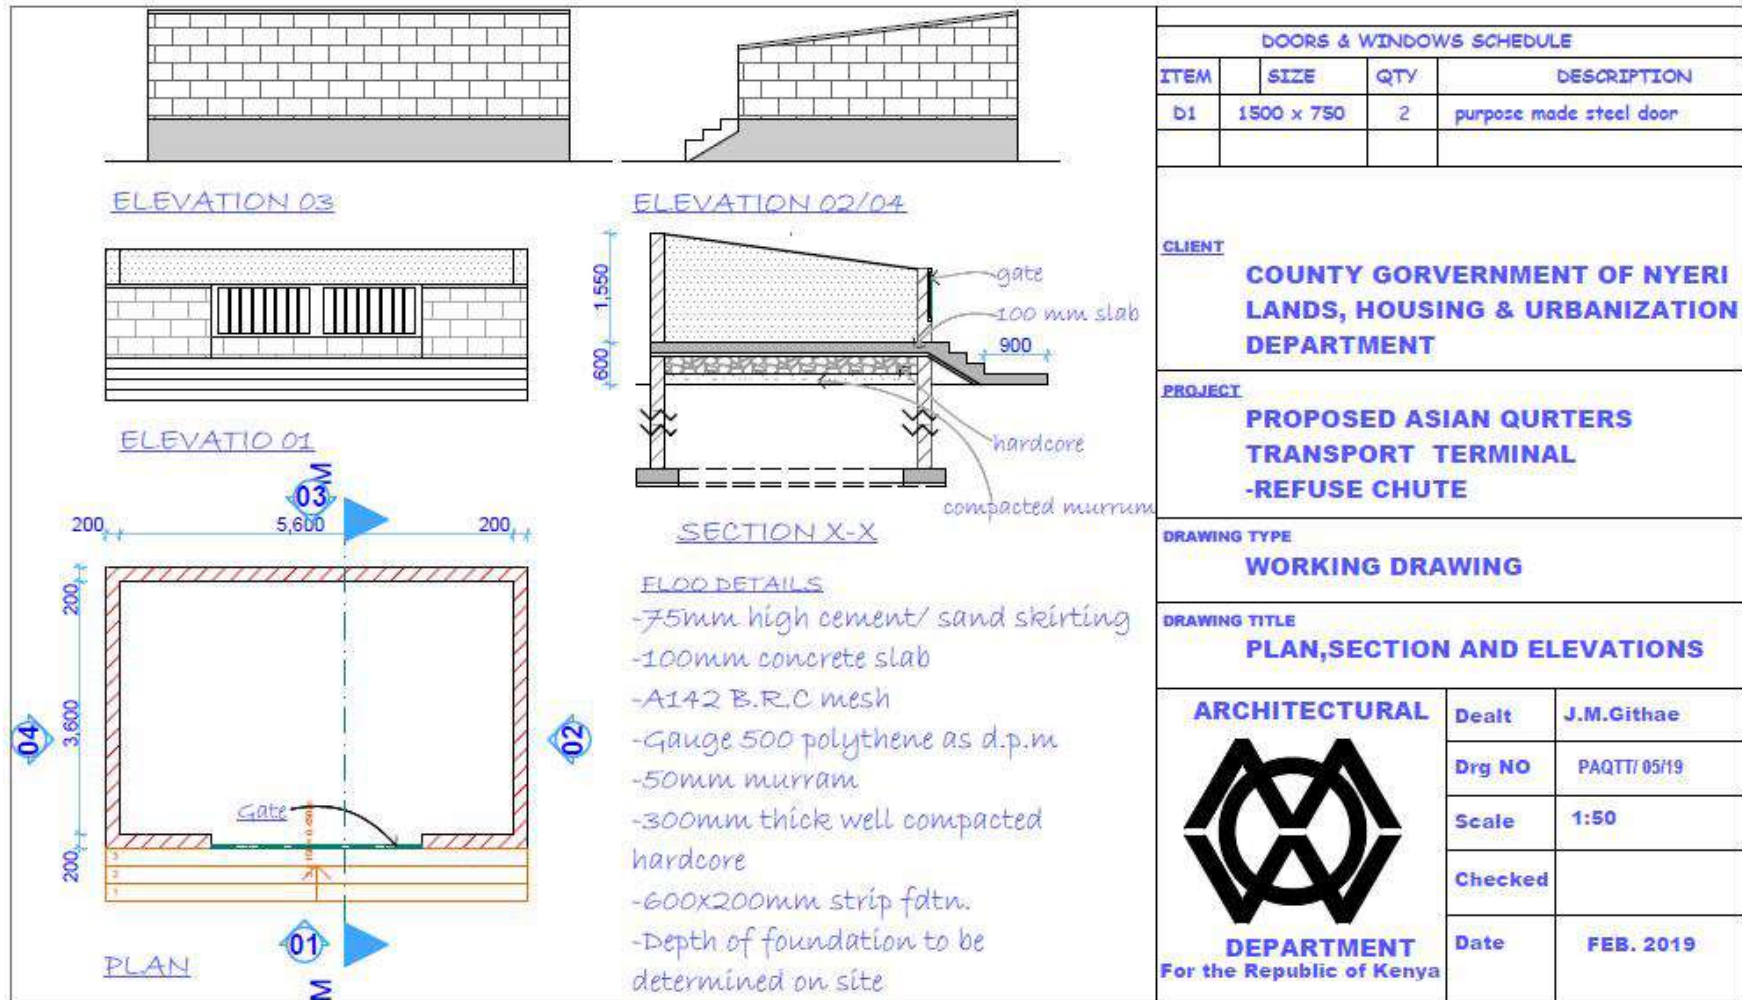 ELEVATION 03
ELEVATION 02/04
ELEVATIO 01
1,550
600
gate
100 mm slab
900
hardcore
compacted murrum
SECTION X-X
03
M
200
5,600
200
200
3,600
200
04
02
Gate
3
2
1
01
M
PLAN
FLOO DETAILS
-75mm high cement/ sand skirting
-100mm concrete slab
-A142 B.R.C mesh
-Gauge 500 polythene as d.p.m
-50mm murram
-300mm thick well compacted
hardcore
-600x200mm strip fdtn.
-Depth of foundation to be
determined on site
DOORS & WINDOWS SCHEDULE
ITEM SIZE QTY DESCRIPTION
D1 1500 x 750 2 purpose made steel door
CLIENT
COUNTY GORVERNMENT OF NYERI
LANDS, HOUSING & URBANIZATION
DEPARTMENT
PROJECT
PROPOSED ASIAN QURTERS
TRANSPORT TERMINAL
-REFUSE CHUTE
DRAWING TYPE
WORKING DRAWING
DRAWING TITLE
PLAN,SECTION AND ELEVATIONS
ARCHITECTURAL
DEPARTMENT
For the Republic of Kenya
Dealt J.M.Githae
Drg NO PAQTT/ 05/19
Scale 1:50
Checked
Date FEB. 2019